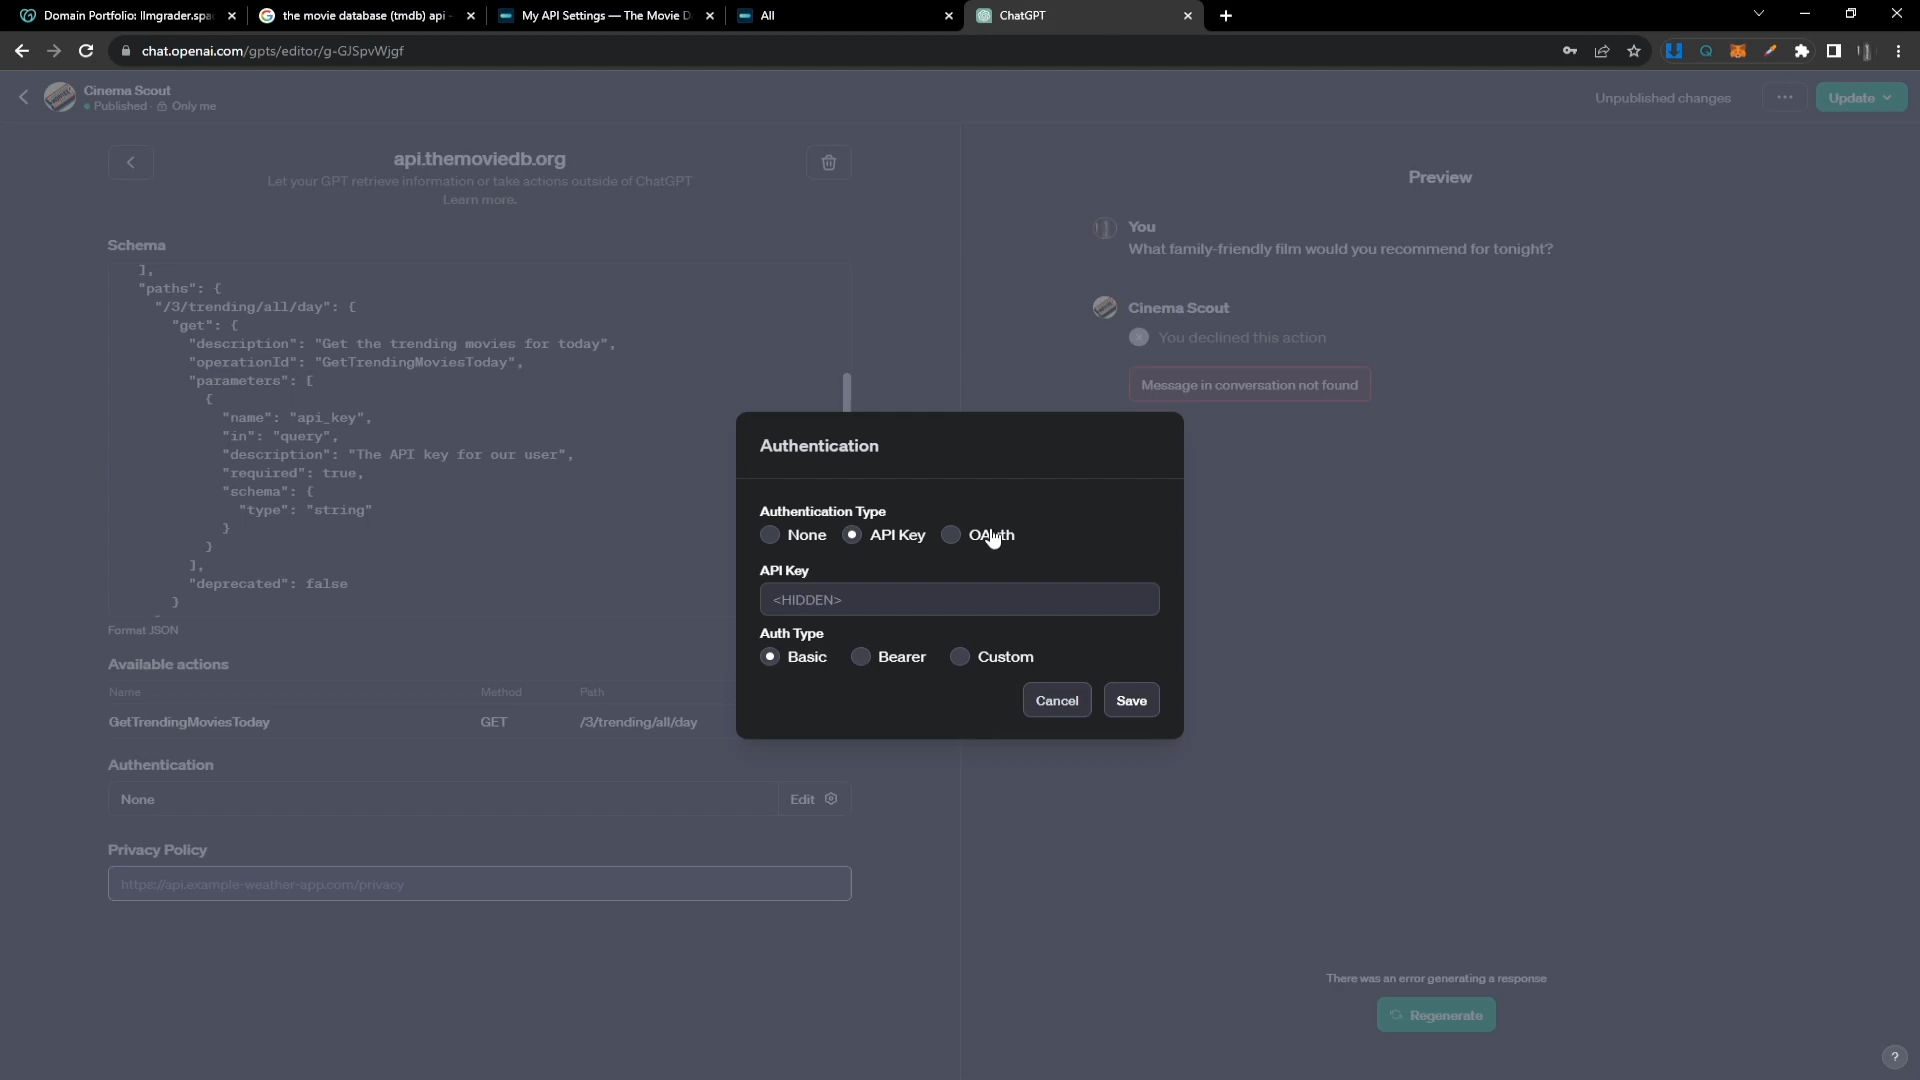 Domain Portfolio: llmgrader.spa
the movie database (tmdb) api -
My API Settings — The Movie D
All
ChatGPT
chat.openai.com/gpts/editor/g-GJSpvWjgf
Cinema Scout
Published · Only me
Unpublished changes
Update
api.themoviedb.org
Let your GPT retrieve information or take actions outside of ChatGPT
Learn more.
Schema
],
"paths": {
"/3/trending/all/day": {
"get": {
"description": "Get the trending movies for today",
"operationId": "GetTrendingMoviesToday",
"parameters": [
{
"name": "api_key",
"in": "query",
"description": "The API key for our user",
"required": true,
"schema": {
"type": "string"
}
}
],
"deprecated": false
}
Format JSON
Available actions
Name Method Path
GetTrendingMoviesToday GET /3/trending/all/day
Authentication
None Edit
Privacy Policy
https://api.example-weather-app.com/privacy
Preview
You
What family-friendly film would you recommend for tonight?
Cinema Scout
You declined this action
Message in conversation not found
Authentication
Authentication Type
None API Key OAuth
API Key
<HIDDEN>
Auth Type
Basic Bearer Custom
Cancel Save
There was an error generating a response
Regenerate
?